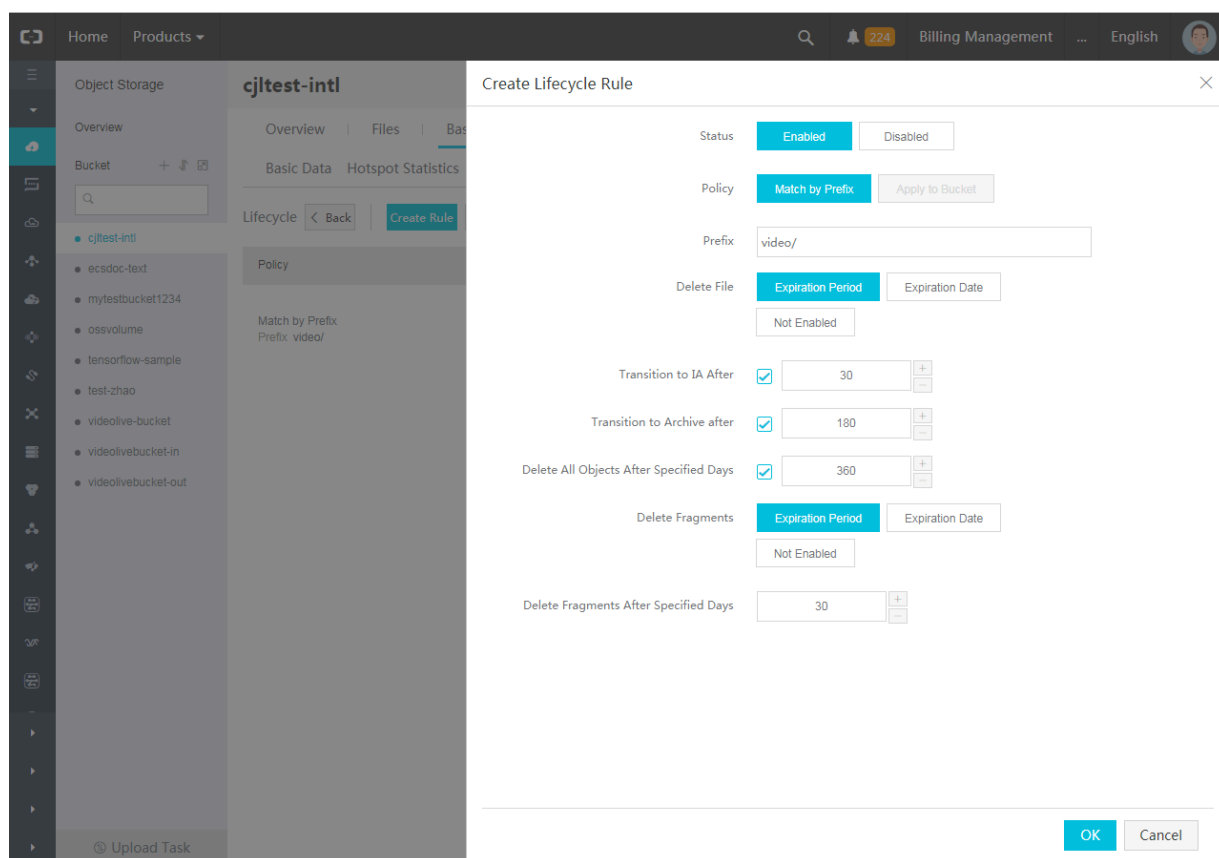 Home Products 224 Billing Management ... English
Object Storage
Overview
Bucket
cjltest-intl
ecsdoc-text
mytestbucket1234
ossvolume
tensorflow-sample
test-zhao
videolive-bucket
videolivebucket-in
videolivebucket-out
Upload Task
cjltest-intl
Overview Files Bas
Basic Data Hotspot Statistics
Lifecycle < Back Create Rule
Policy
Match by Prefix
Prefix video/
Create Lifecycle Rule
Status Enabled Disabled
Policy Match by Prefix Apply to Bucket
Prefix video/
Delete File Expiration Period Expiration Date
Not Enabled
Transition to IA After 30
Transition to Archive after 180
Delete All Objects After Specified Days 360
Delete Fragments Expiration Period Expiration Date
Not Enabled
Delete Fragments After Specified Days 30
OK Cancel